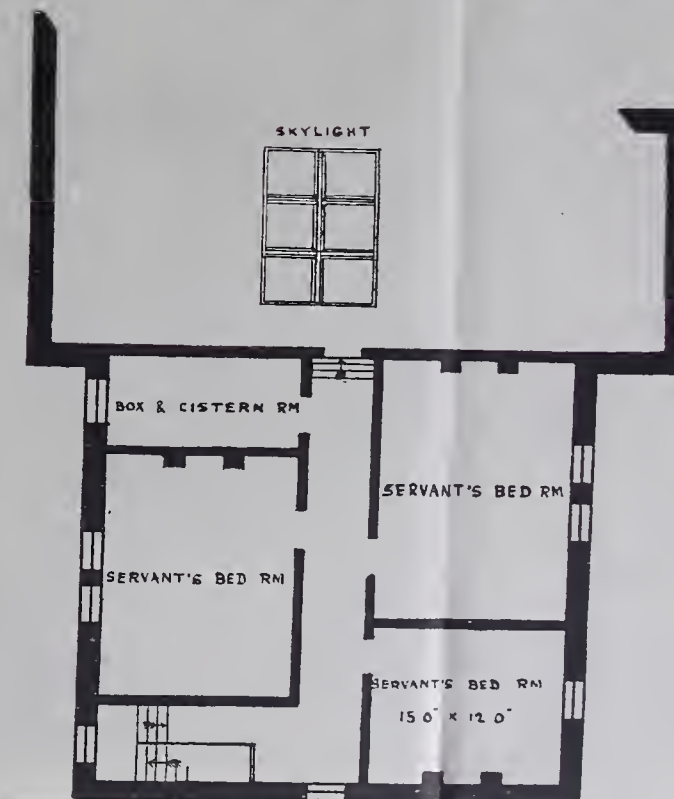 SKYLIGHT
BOX & CISTERN RM
SERVANT'S BED RM
SERVANT'S BED RM
SERVANT'S BED RM
15.0" × 12.0"